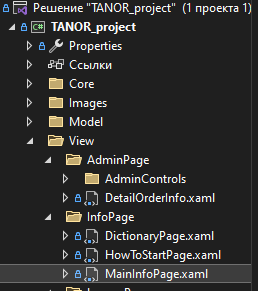 Решение "TANOR_project" (1 проекта 1)
C# TANOR_project
Properties
Ссылки
Core
Images
Model
View
AdminPage
AdminControls
DetailOrderInfo.xaml
InfoPage
DictionaryPage.xaml
HowToStartPage.xaml
MainInfoPage.xaml